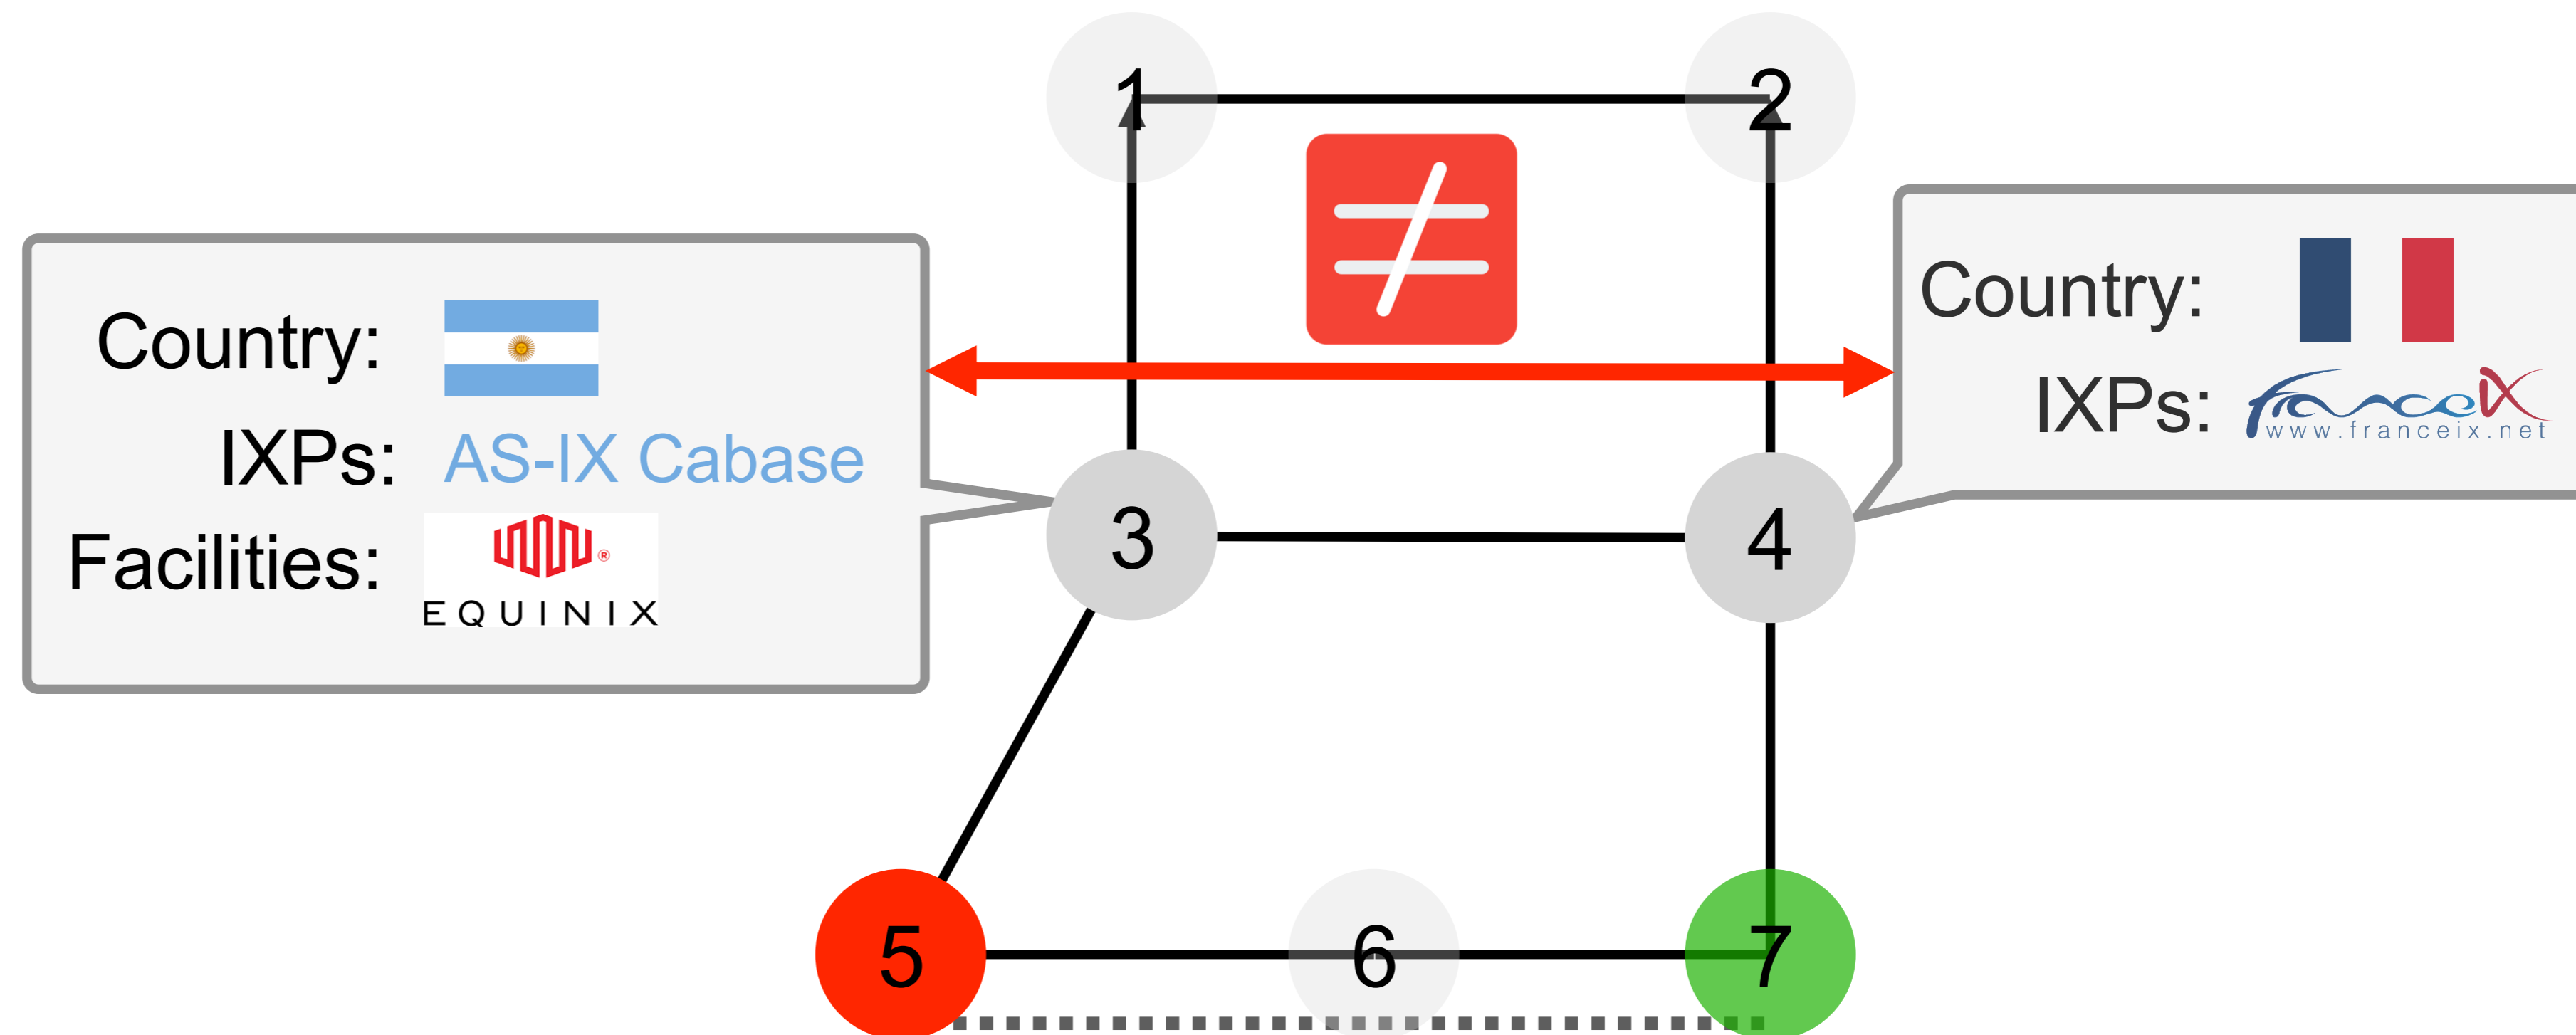 1
2
Country:
IXPs: AS-IX Cabase
Facilities:
EQUINIX
®
Country:
IXPs: franceix
www.franceix.net
3
4
5
6
7